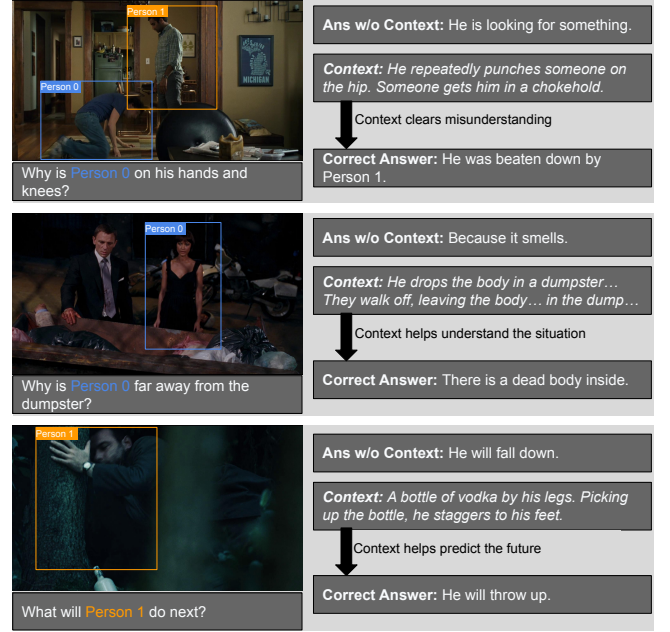 Person 1
Person 0
MICHIGAN
Why is Person 0 on his hands and
knees?
Ans w/o Context: He is looking for something.
Context: He repeatedly punches someone on
the hip. Someone gets him in a chokehold.
Context clears misunderstanding
Correct Answer: He was beaten down by
Person 1.
Person 0
Why is Person 0 far away from the
dumpster?
Ans w/o Context: Because it smells.
Context: He drops the body in a dumpster…
They walk off, leaving the body… in the dump…
Context helps understand the situation
Correct Answer: There is a dead body inside.
Person 1
What will Person 1 do next?
Ans w/o Context: He will fall down.
Context: A bottle of vodka by his legs. Picking
up the bottle, he staggers to his feet.
Context helps predict the future
Correct Answer: He will throw up.